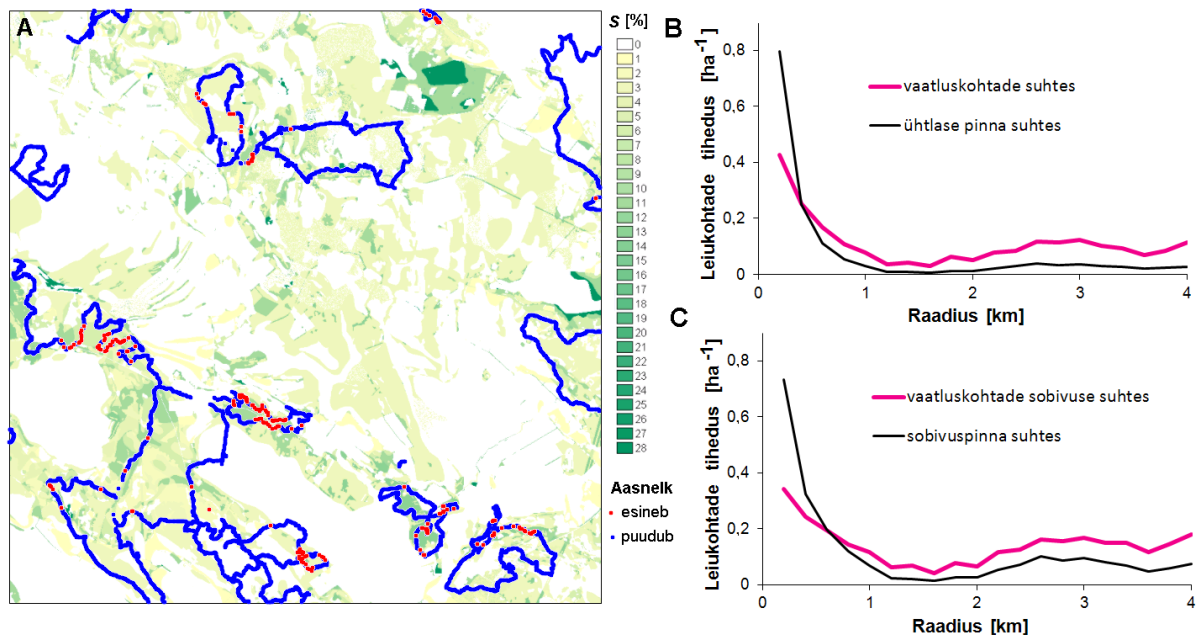 A
S [%]
0
1
2
3
4
5
6
7
8
9
10
11
12
13
14
15
16
17
18
19
20
21
22
23
24
25
26
27
28
Aasnelk
esineb
puudub
B
Leiukohtade tihedus [ha⁻¹]
0,8
0,6
0,4
0,2
0
vaatluskohtade suhtes
ühtlase pinna suhtes
0 1 2 3 4
Raadius [km]
C
Leiukohtade tihedus [ha⁻¹]
0,8
0,6
0,4
0,2
0
vaatluskohtade sobivuse suhtes
sobivuspinna suhtes
0 1 2 3 4
Raadius [km]